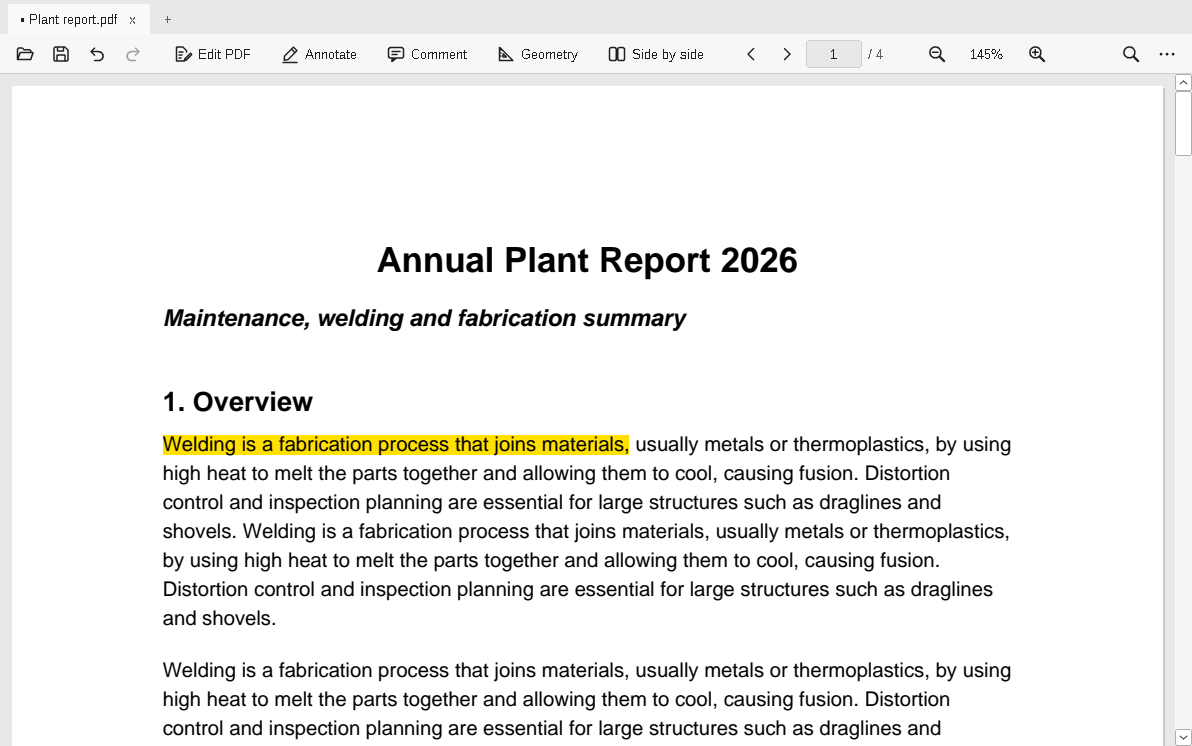 Plant report.pdf x +
Edit PDF Annotate Comment Geometry Side by side 1 / 4 145%
Annual Plant Report 2026
Maintenance, welding and fabrication summary
1. Overview
Welding is a fabrication process that joins materials, usually metals or thermoplastics, by using
high heat to melt the parts together and allowing them to cool, causing fusion. Distortion
control and inspection planning are essential for large structures such as draglines and
shovels. Welding is a fabrication process that joins materials, usually metals or thermoplastics,
by using high heat to melt the parts together and allowing them to cool, causing fusion.
Distortion control and inspection planning are essential for large structures such as draglines
and shovels.
Welding is a fabrication process that joins materials, usually metals or thermoplastics, by using
high heat to melt the parts together and allowing them to cool, causing fusion. Distortion
control and inspection planning are essential for large structures such as draglines and